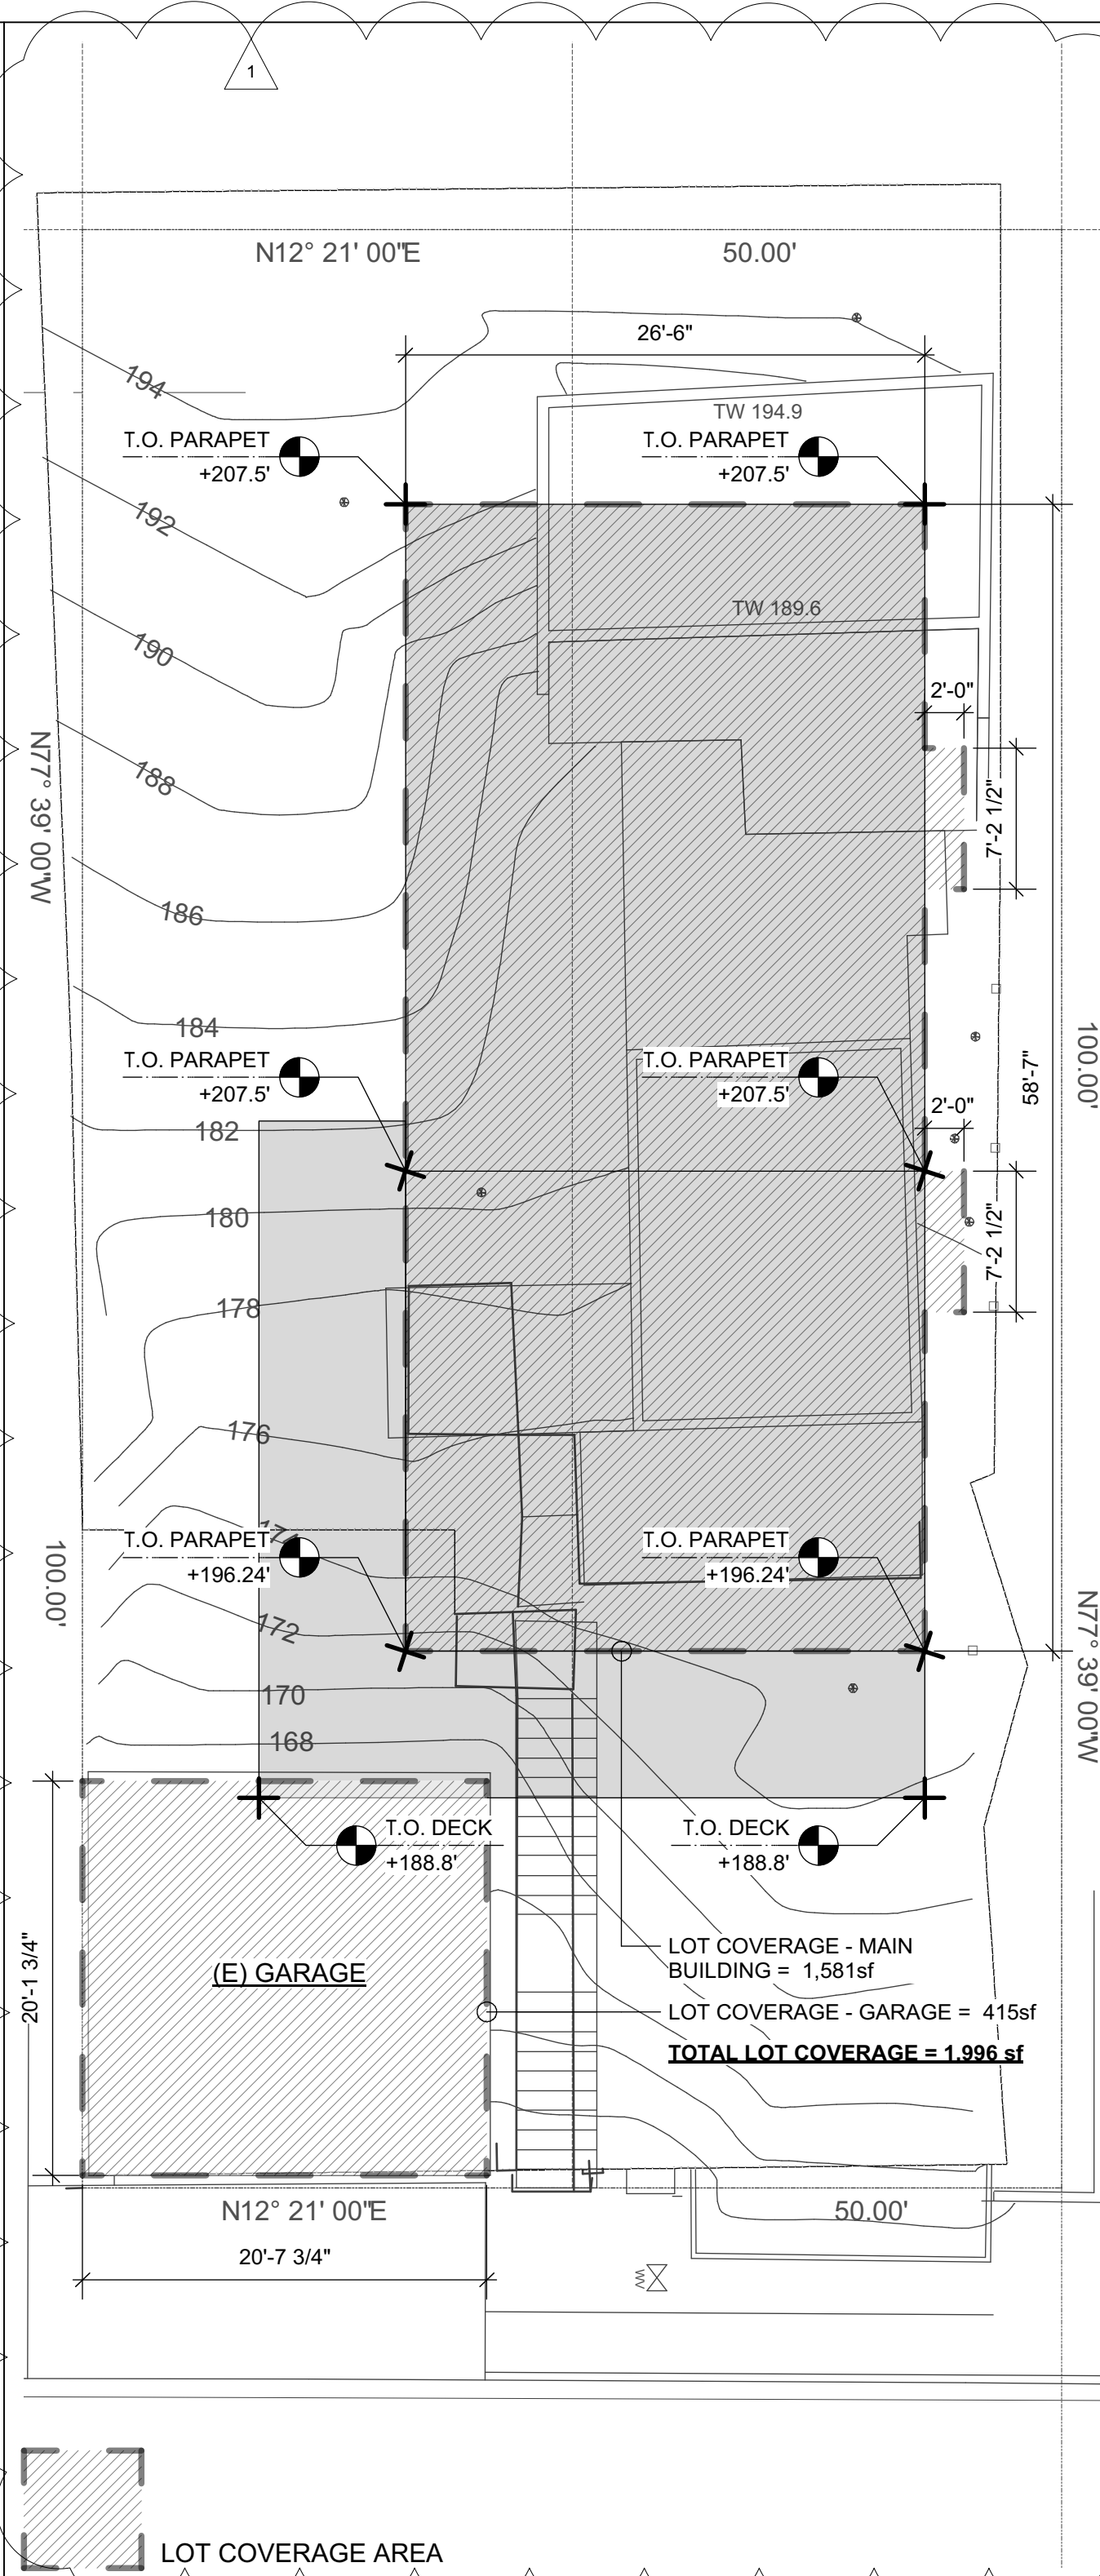 1
N12° 21' 00"E
50.00'
26'-6"
194
TW 194.9
T.O. PARAPET
+207.5'
T.O. PARAPET
+207.5'
192
TW 189.6
190
2'-0"
188
7'-2 1/2"
N77° 39' 00"W
186
184
100.00'
58'-7"
T.O. PARAPET
+207.5'
T.O. PARAPET
+207.5'
2'-0"
182
180
7'-2 1/2"
178
176
T.O. PARAPET
+196.24'
T.O. PARAPET
+196.24'
100.00'
172
N77° 39' 00"W
170
168
T.O. DECK
+188.8'
T.O. DECK
+188.8'
20'-1 3/4"
(E) GARAGE
LOT COVERAGE - MAIN
BUILDING = 1,581sf
LOT COVERAGE - GARAGE = 415sf
TOTAL LOT COVERAGE = 1,996 sf
N12° 21' 00"E
50.00'
20'-7 3/4"
W
LOT COVERAGE AREA